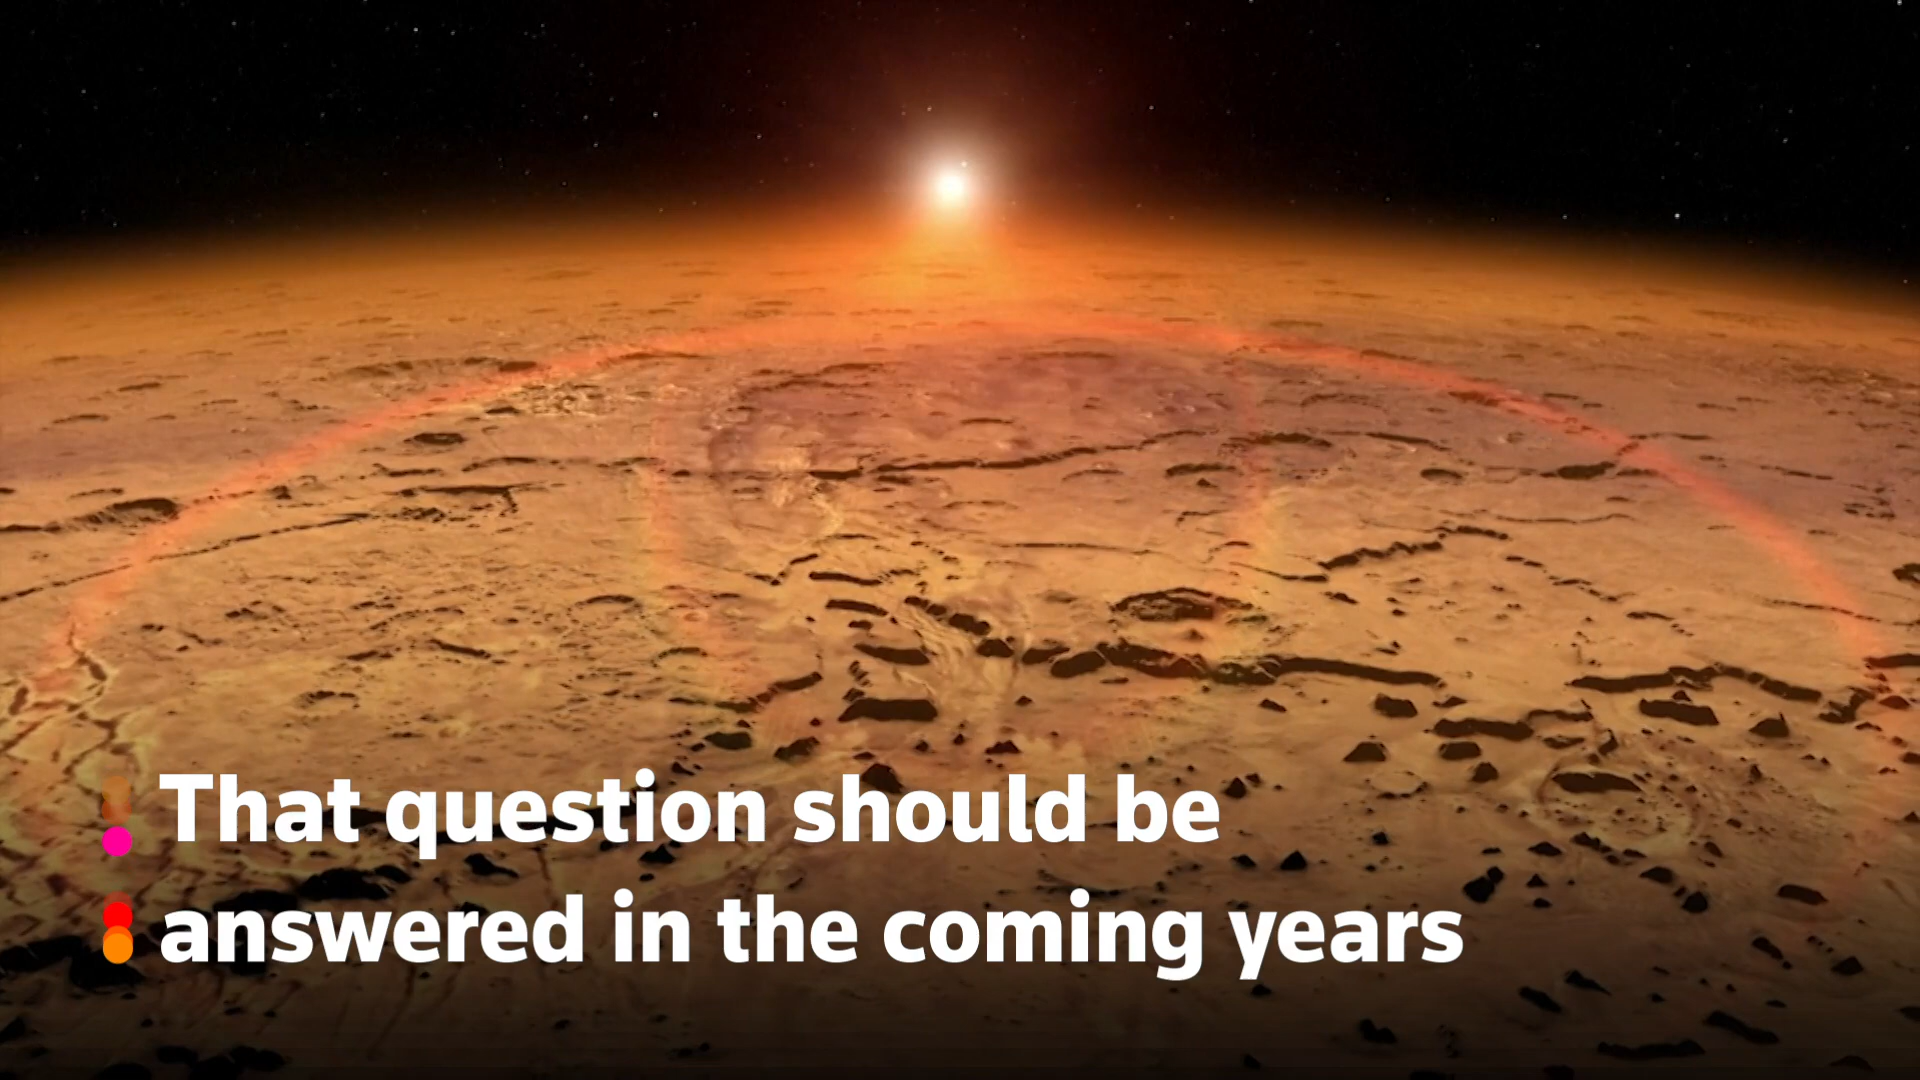 That question should be
answered in the coming years